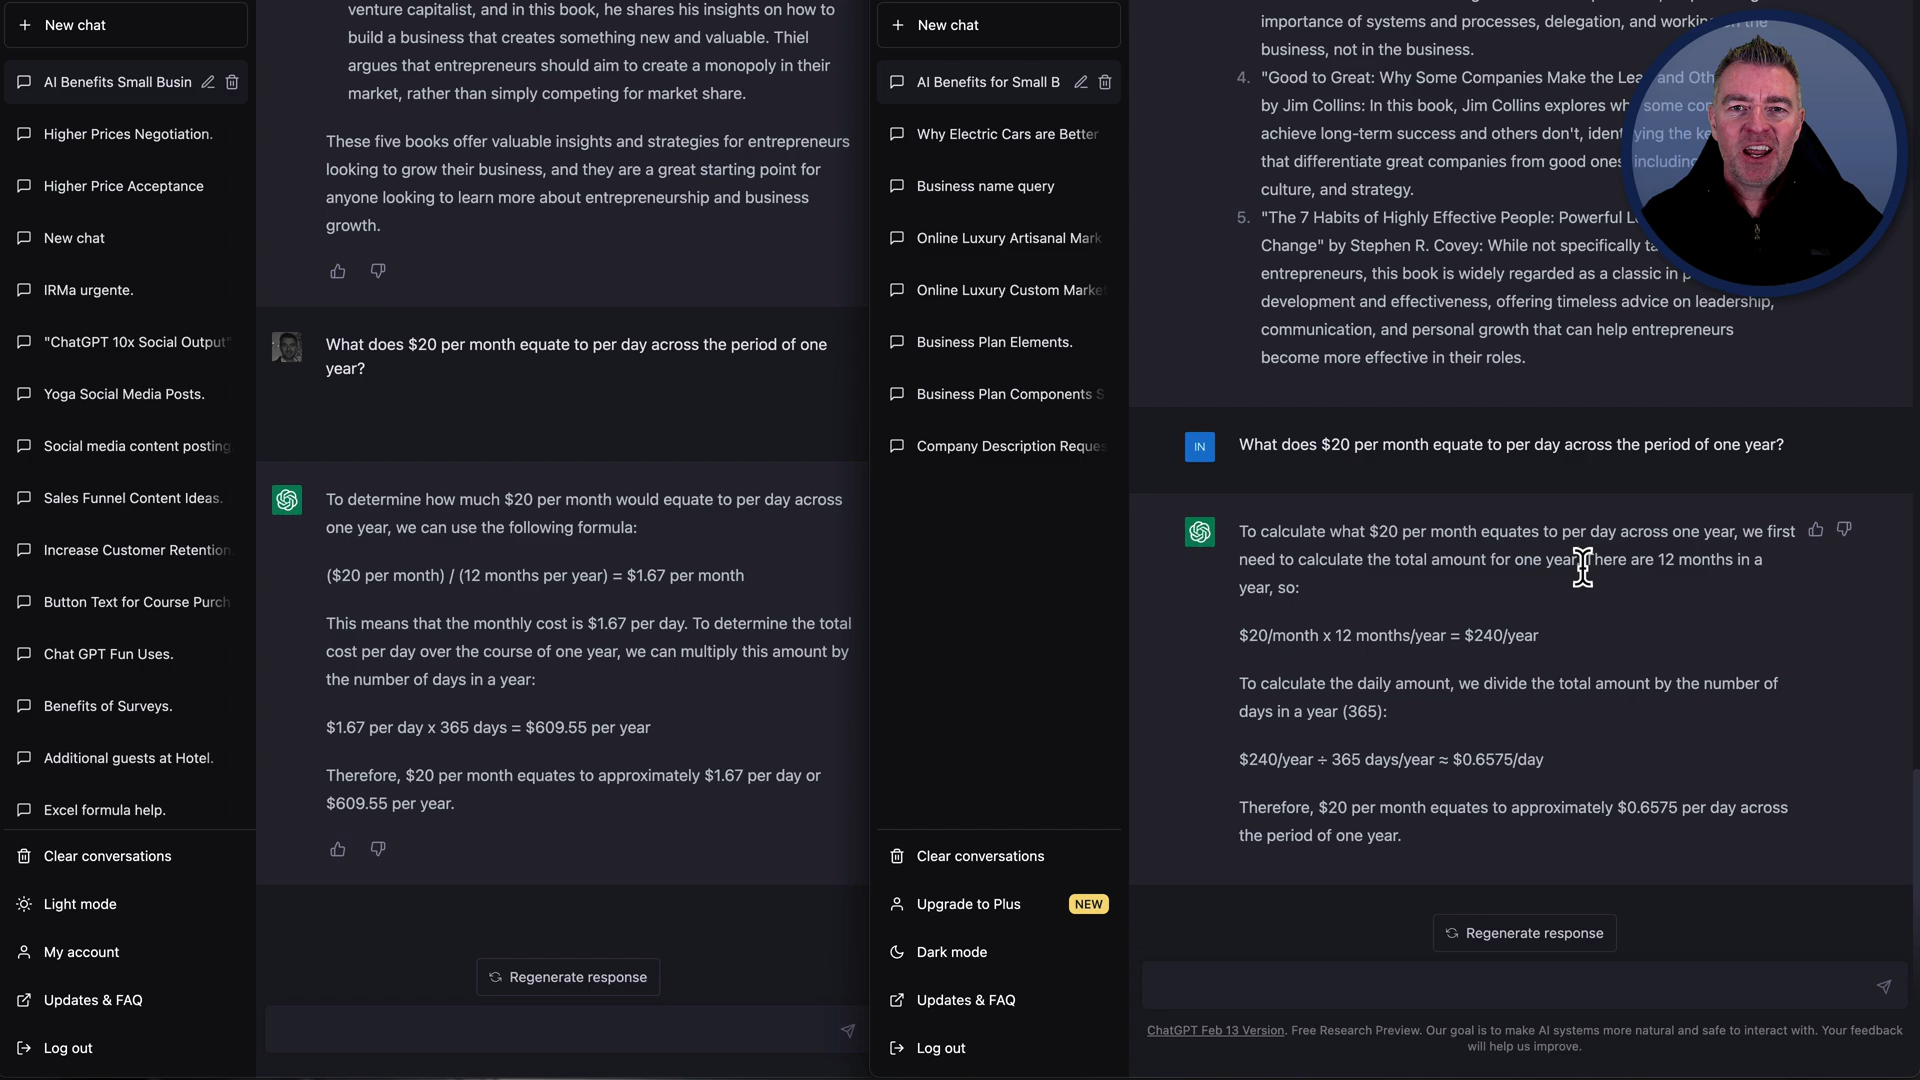 New chat
AI Benefits Small Busin
Higher Prices Negotiation.
Higher Price Acceptance
New chat
IRMa urgente.
"ChatGPT 10x Social Output"
Yoga Social Media Posts.
Social media content posting
Sales Funnel Content Ideas.
Increase Customer Retention
Button Text for Course Purch
Chat GPT Fun Uses.
Benefits of Surveys.
Additional guests at Hotel.
Excel formula help.
Clear conversations
Light mode
My account
Updates & FAQ
Log out
venture capitalist, and in this book, he shares his insights on how to
build a business that creates something new and valuable. Thiel
argues that entrepreneurs should aim to create a monopoly in their
market, rather than simply competing for market share.
These five books offer valuable insights and strategies for entrepreneurs
looking to grow their business, and they are a great starting point for
anyone looking to learn more about entrepreneurship and business
growth.
What does $20 per month equate to per day across the period of one
year?
To determine how much $20 per month would equate to per day across
one year, we can use the following formula:
($20 per month) / (12 months per year) = $1.67 per month
This means that the monthly cost is $1.67 per day. To determine the total
cost per day over the course of one year, we can multiply this amount by
the number of days in a year:
$1.67 per day x 365 days = $609.55 per year
Therefore, $20 per month equates to approximately $1.67 per day or
$609.55 per year.
Regenerate response
New chat
AI Benefits for Small B
Why Electric Cars are Better
Business name query
Online Luxury Artisanal Mark
Online Luxury Custom Marke
Business Plan Elements.
Business Plan Components S
Company Description Reques
Clear conversations
Upgrade to Plus NEW
Dark mode
Updates & FAQ
Log out
importance of systems and processes, delegation, and working on the
business, not in the business.
4. "Good to Great: Why Some Companies Make the Lea and Oth
by Jim Collins: In this book, Jim Collins explores wh some co
achieve long-term success and others don't, identifying the ke
that differentiate great companies from good ones, including
culture, and strategy.
5. "The 7 Habits of Highly Effective People: Powerful L
Change" by Stephen R. Covey: While not specifically ta
entrepreneurs, this book is widely regarded as a classic in p
development and effectiveness, offering timeless advice on leadership,
communication, and personal growth that can help entrepreneurs
become more effective in their roles.
IN
What does $20 per month equate to per day across the period of one year?
To calculate what $20 per month equates to per day across one year, we first
need to calculate the total amount for one year. There are 12 months in a
year, so:
$20/month x 12 months/year = $240/year
To calculate the daily amount, we divide the total amount by the number of
days in a year (365):
$240/year ÷ 365 days/year ≈ $0.6575/day
Therefore, $20 per month equates to approximately $0.6575 per day across
the period of one year.
Regenerate response
ChatGPT Feb 13 Version. Free Research Preview. Our goal is to make AI systems more natural and safe to interact with. Your feedback
will help us improve.